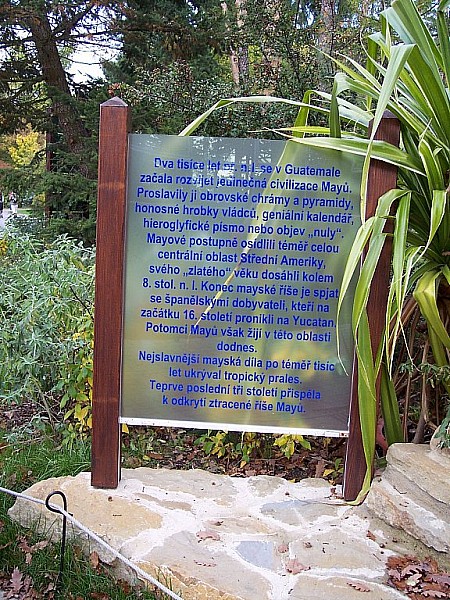 Dva tisíce let př. n. l. se v Guatemale
začala rozvíjet jedinečná civilizace Mayů.
Proslavily ji obrovské chrámy a pyramidy,
honosné hrobky vládců, geniální kalendář,
hieroglyfické písmo nebo objev „nuly“.
Mayové postupně osídlili téměř celou
centrální oblast Střední Ameriky,
svého „zlatého“ věku dosáhli kolem
8. stol. n. l. Konec mayské říše je spjat
se španělskými dobyvateli, kteří na
začátku 16. století pronikli na Yucatan.
Potomci Mayů však žijí v této oblasti
dodnes.
Nejslavnější mayská díla po téměř tisíc
let ukrýval tropický prales.
Teprve poslední tři století přispěla
k odkrytí ztracené říše Mayů.